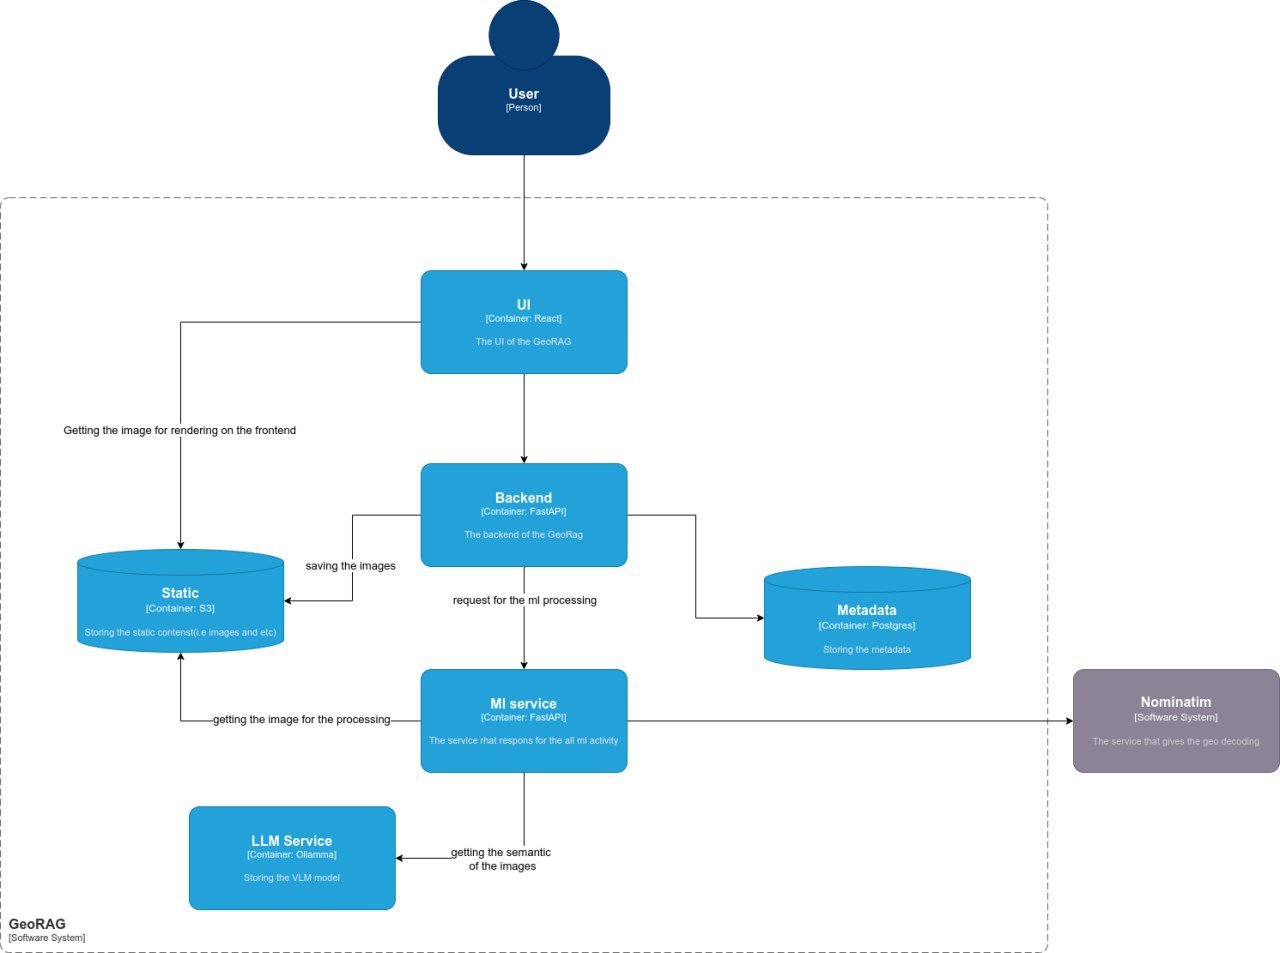 User
[Person]
UI
[Container: React]
The UI of the GeoRAG
Getting the image for rendering on the frontend
Backend
[Container: FastAPI]
The backend of the GeoRag
saving the images
request for the ml processing
Static
[Container: S3]
Storing the static contenst(i.e images and etc)
Metadata
[Container: Postgres]
Storing the metadata
Ml service
[Container: FastAPI]
The service rhat respons for the all ml activity
getting the image for the processing
Nominatim
[Software System]
The service that gives the geo decoding
LLM Service
[Container: Ollamma]
Storing the VLM model
getting the semantic
of the images
GeoRAG
[Software System]